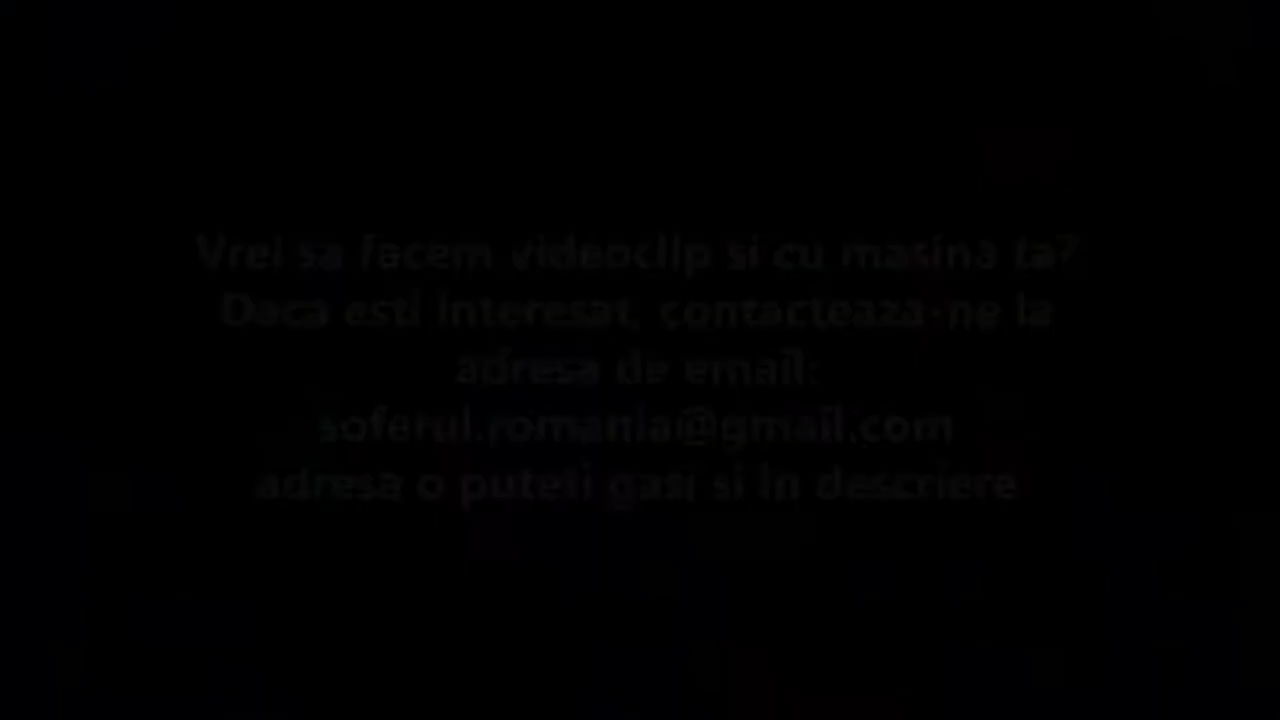 Vrei sa facem videoclip si cu masina ta?
Daca esti interesat, contacteaza-ne la
adresa de email:
soferul.romania@gmail.com
adresa o puteti gasi si in descriere